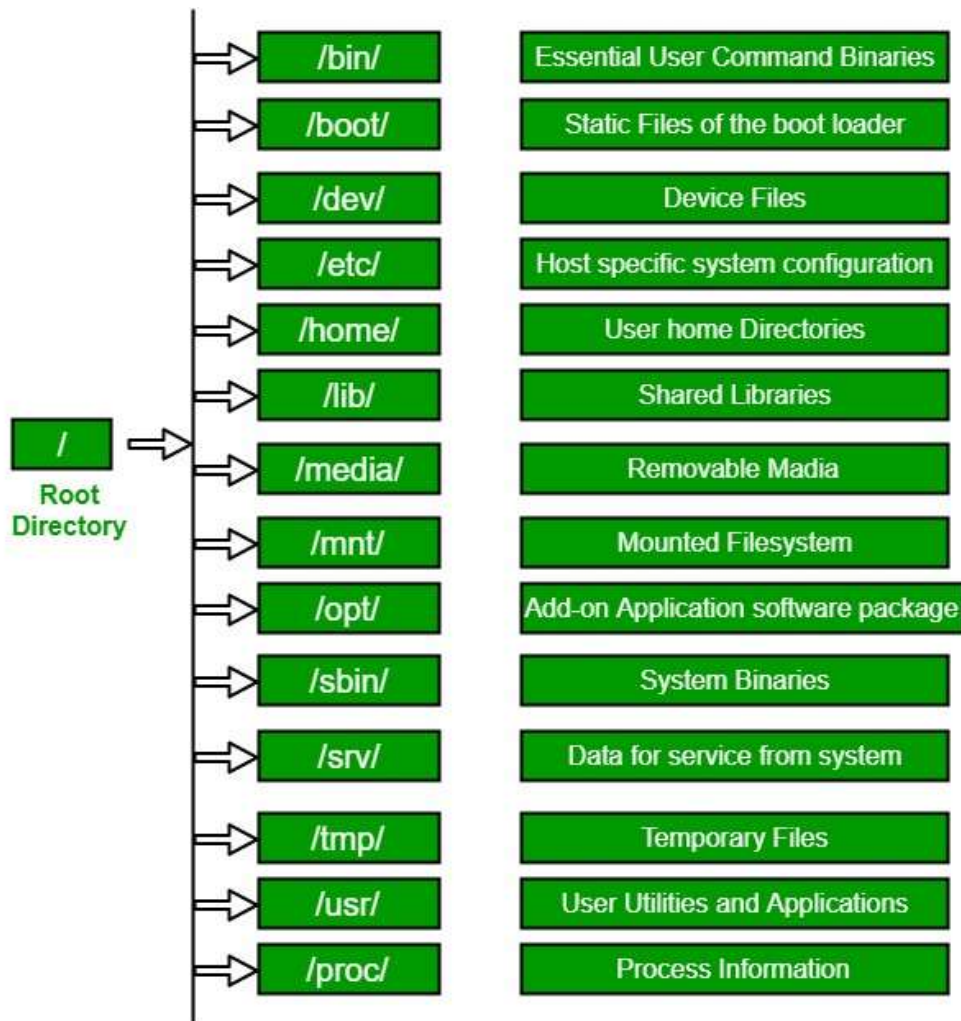 /bin/ Essential User Command Binaries
/boot/ Static Files of the boot loader
/dev/ Device Files
/etc/ Host specific system configuration
/home/ User home Directories
/lib/ Shared Libraries
/
Root
Directory
/media/ Removable Madia
/mnt/ Mounted Filesystem
/opt/ Add-on Application software package
/sbin/ System Binaries
/srv/ Data for service from system
/tmp/ Temporary Files
/usr/ User Utilities and Applications
/proc/ Process Information